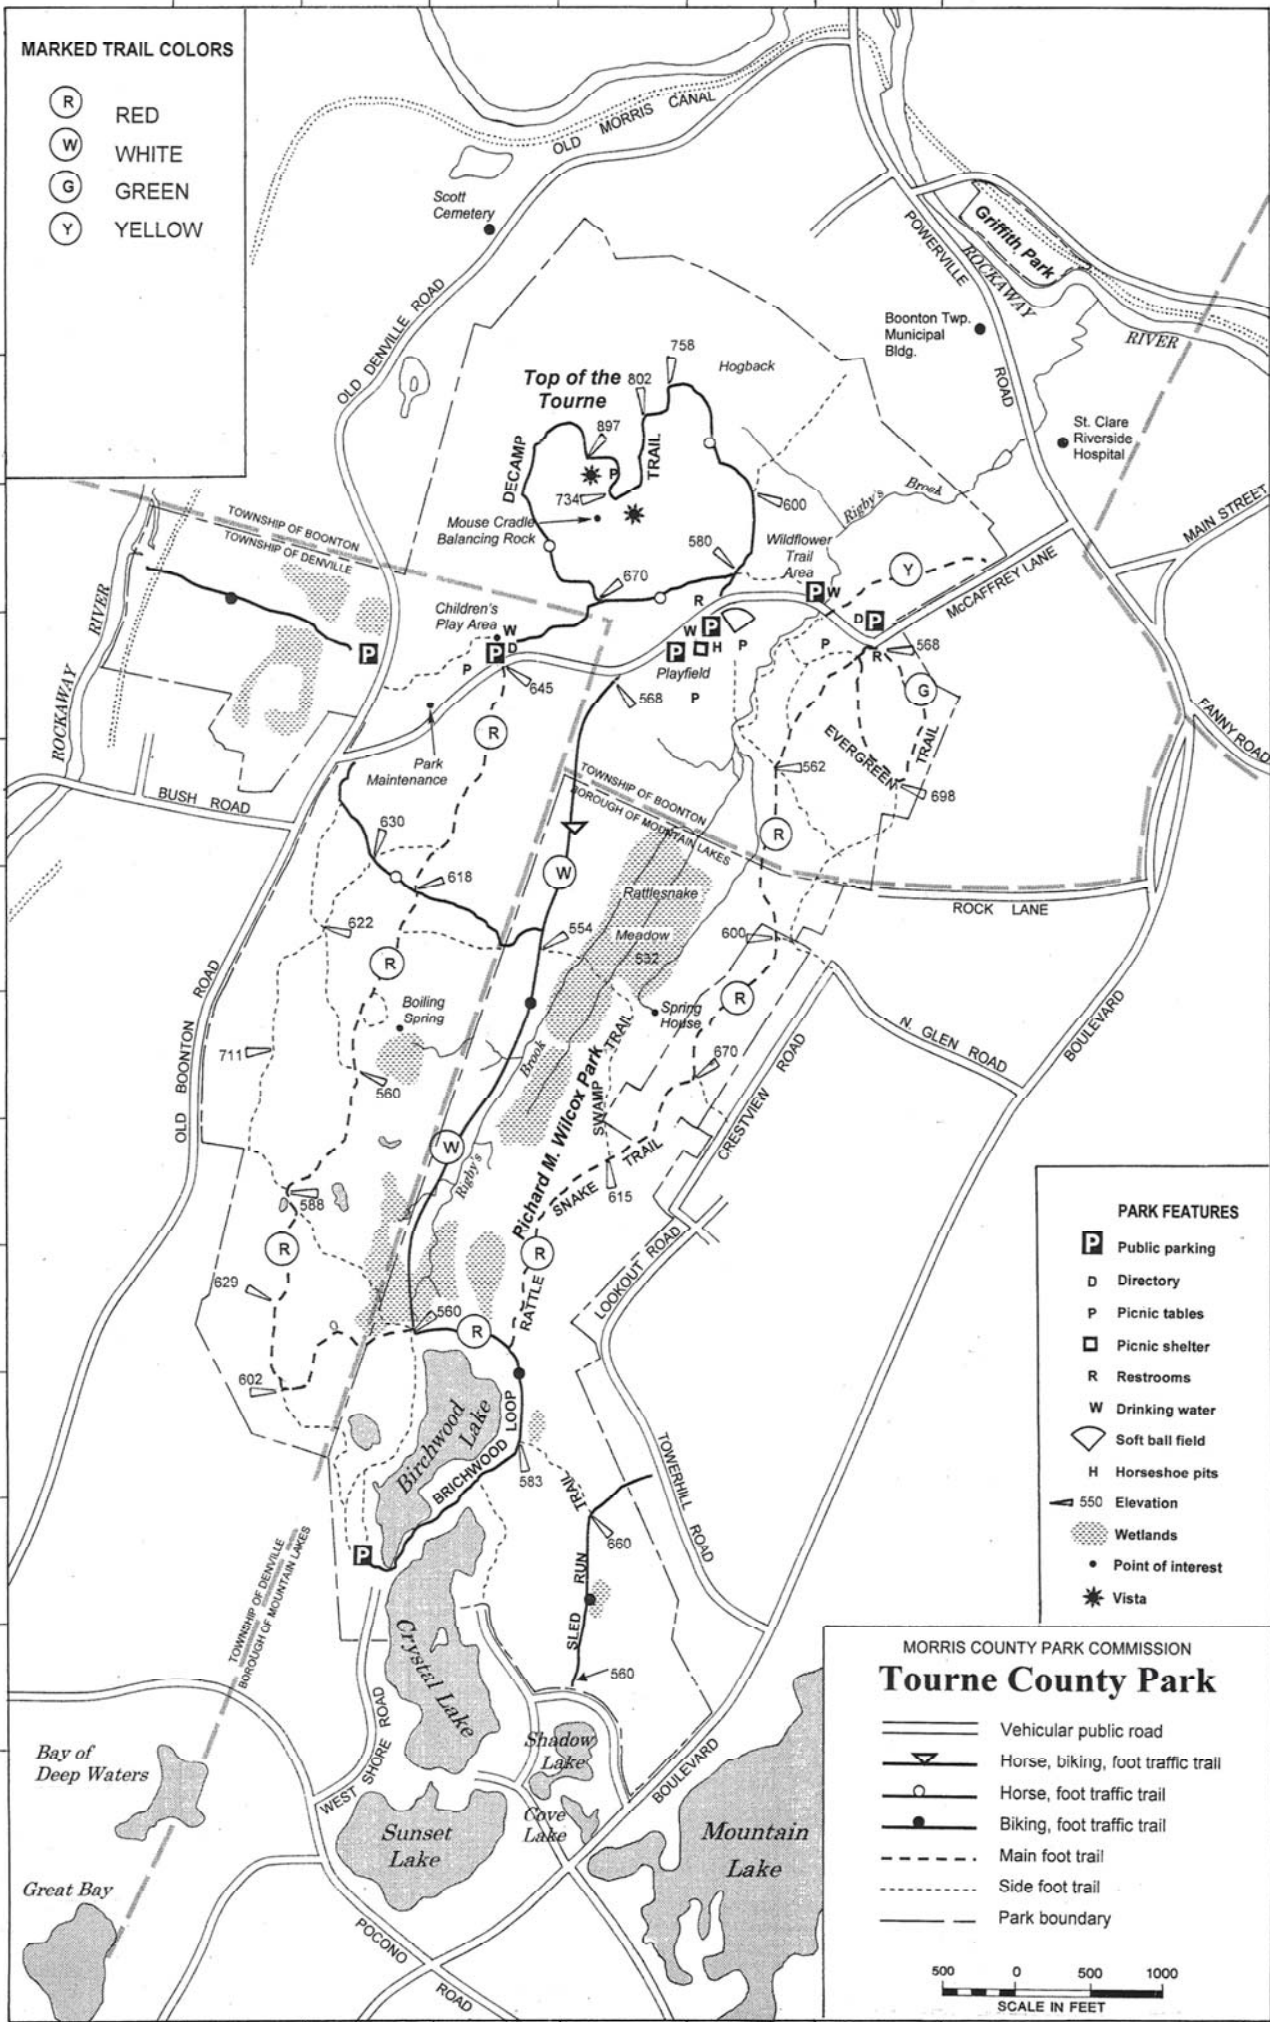 MARKED TRAIL COLORS
R RED
W WHITE
G GREEN
Y YELLOW
OLD MORRIS CANAL
Scott
Cemetery
OLD DENVILLE ROAD
POWERVILLE
ROAD
Griffith Park
ROCKAWAY
RIVER
Boonton Twp.
Municipal
Bldg.
St. Clare
Riverside
Hospital
MAIN STREET
758
Hogback
802
Top of the
Tourne
897
DECAMP
TRAIL
P
734
600
Mouse Cradle
Balancing Rock
Rigby's Brook
580
Wildflower
Trail
Area
Y
TOWNSHIP OF BOONTON
TOWNSHIP OF DENVILLE
670
P W
McCAFFREY LANE
R
D P
Children's
Play Area
W
P D
W P
P
H P
P
R
568
RIVER
ROCKAWAY
P
P
645
Playfield
568
P
G
FANNY ROAD
R
Park
Maintenance
EVERGREEN
TRAIL
562
698
BUSH ROAD
TOWNSHIP OF BOONTON
BOROUGH OF MOUNTAIN LAKES
R
630
618
W
Rattlesnake
Meadow
532
ROCK LANE
622
554
600
R
R
Boiling
Spring
Spring
House
N. GLEN ROAD
BOULEVARD
711
560
Brook
SWAMP TRAIL
670
OLD BOONTON ROAD
Richard M. Wilcox Park
CRESTVIEW ROAD
W
Rigby's
SNAKE TRAIL
615
588
R
R
629
RATTLE
LOOKOUT ROAD
560
R
602
Birchwood
Lake
LOOP
BRICHWOOD
583
TRAIL
TOWERHILL ROAD
660
P
RUN
SLED
560
TOWNSHIP OF DENVILLE
BOROUGH OF MOUNTAIN LAKES
Crystal Lake
WEST SHORE ROAD
Shadow
Lake
BOULEVARD
Bay of
Deep Waters
Sunset
Lake
Cove
Lake
Mountain
Lake
Great Bay
POCONO
ROAD
PARK FEATURES
P Public parking
D Directory
P Picnic tables
Picnic shelter
R Restrooms
W Drinking water
Soft ball field
H Horseshoe pits
550 Elevation
Wetlands
Point of interest
Vista
MORRIS COUNTY PARK COMMISSION
Tourne County Park
Vehicular public road
Horse, biking, foot traffic trail
Horse, foot traffic trail
Biking, foot traffic trail
Main foot trail
Side foot trail
Park boundary
500 0 500 1000
SCALE IN FEET